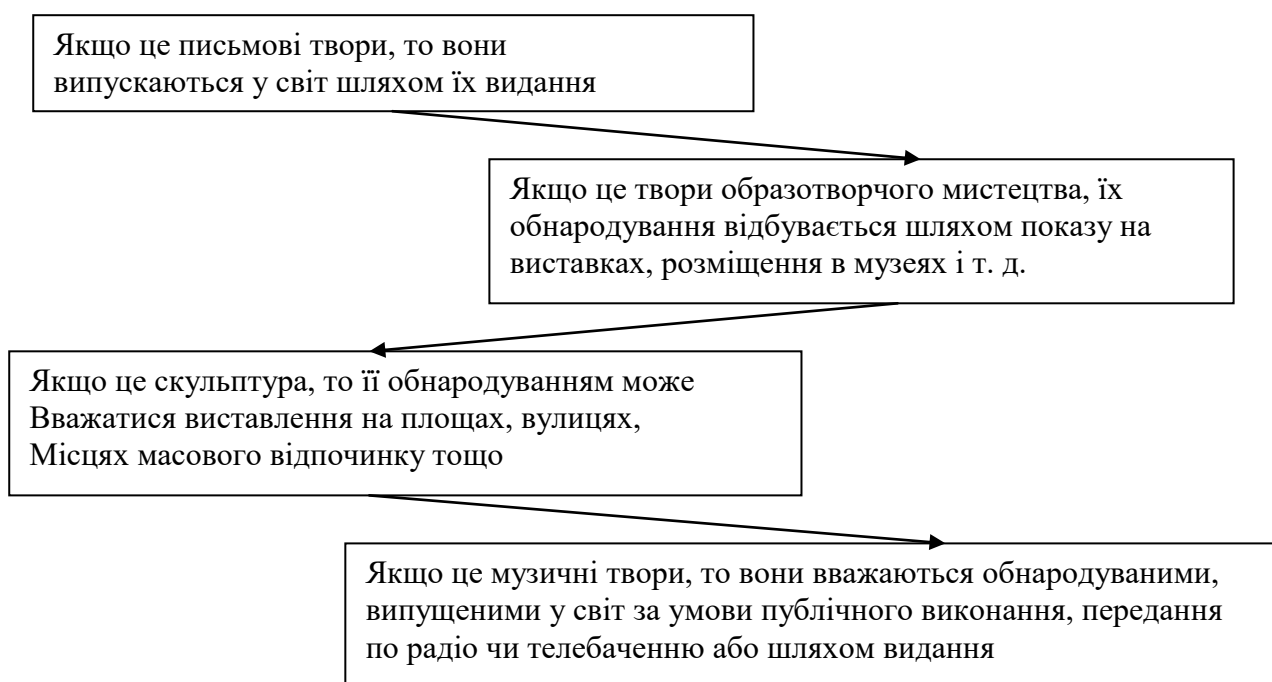 Якщо це письмові твори, то вони
випускаються у світ шляхом їх видання
Якщо це твори образотворчого мистецтва, їх
обнародування відбувається шляхом показу на
виставках, розміщення в музеях і т. д.
Якщо це скульптура, то її обнародуванням може
Вважатися виставлення на площах, вулицях,
Місцях масового відпочинку тощо
Якщо це музичні твори, то вони вважаються обнародуваними,
випущеними у світ за умови публічного виконання, передання
по радіо чи телебаченню або шляхом видання